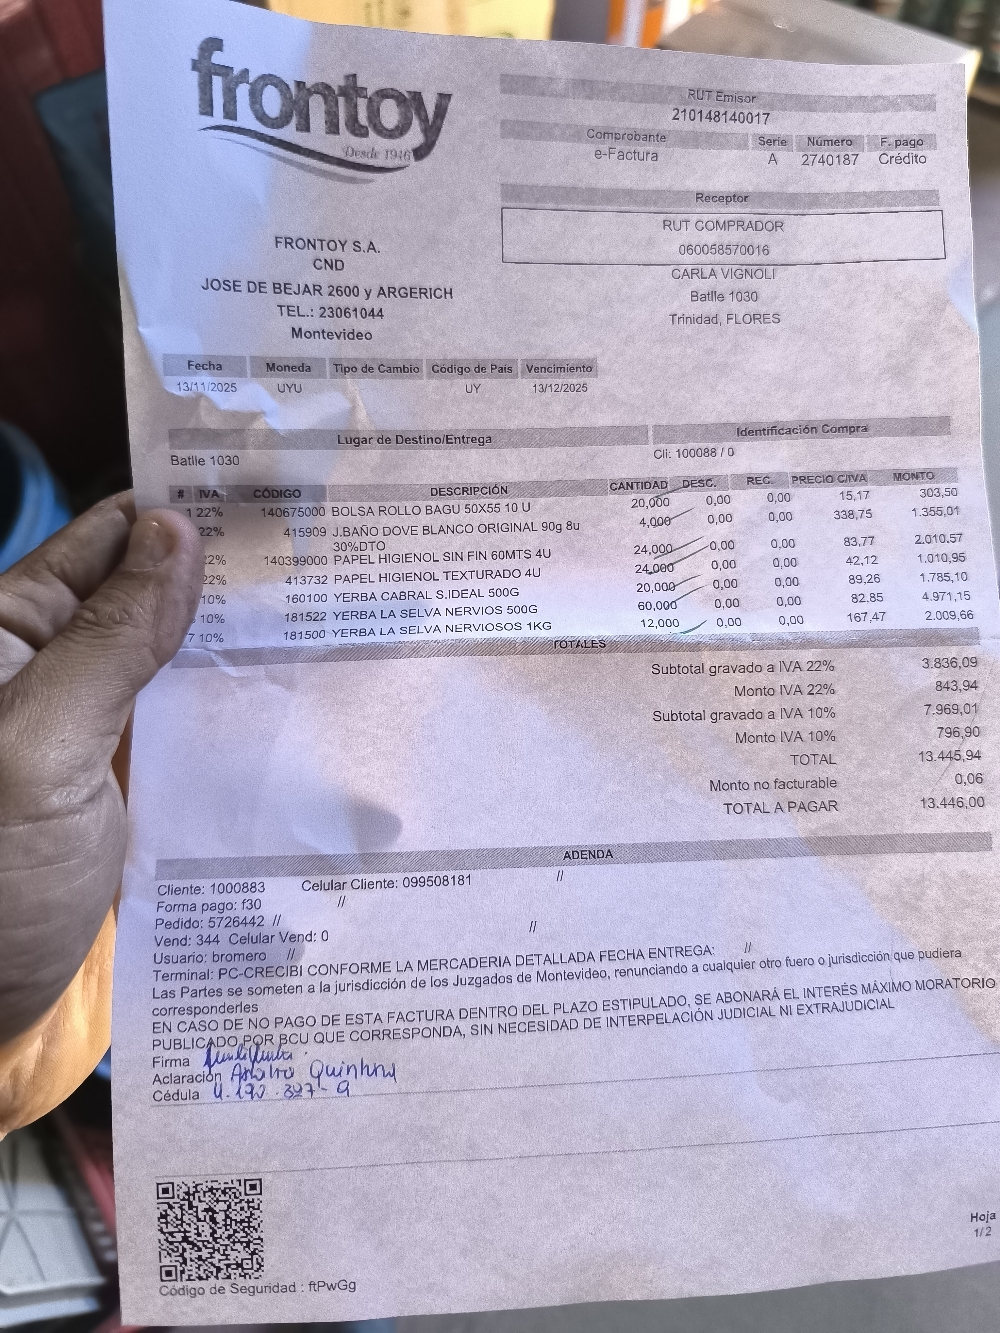 frontoy
Desde 1916
RUT Emisor
210148140017
Comprobante Serie Número F. pago
e-Factura A 2740187 Crédito
Receptor
RUT COMPRADOR
060058570016
CARLA VIGNOLI
Batlle 1030
Trinidad, FLORES
FRONTOY S.A.
CND
JOSE DE BEJAR 2600 y ARGERICH
TEL.: 23061044
Montevideo
Fecha Moneda Tipo de Cambio Código de País Vencimiento
13/11/2025 UYU UY 13/12/2025
Lugar de Destino/Entrega Identificación Compra
Batlle 1030 Cli: 100088 / 0
# IVA CÓDIGO DESCRIPCIÓN CANTIDAD DESC. REC. PRECIO C/IVA MONTO
1 22% 140675000 BOLSA ROLLO BAGU 50X55 10 U 20,000 0,00 0,00 15,17 303,50
22% 415909 J.BAÑO DOVE BLANCO ORIGINAL 90g 8u 4,000 0,00 0,00 338,75 1.355,01
30%DTO
22% 140399000 PAPEL HIGIENOL SIN FIN 60MTS 4U 24,000 0,00 0,00 83,77 2.010,57
22% 413732 PAPEL HIGIENOL TEXTURADO 4U 24,000 0,00 0,00 42,12 1.010,95
10% 160100 YERBA CABRAL S.IDEAL 500G 20,000 0,00 0,00 89,26 1.785,10
10% 181522 YERBA LA SELVA NERVIOS 500G 60,000 0,00 0,00 82,85 4.971,15
7 10% 181500 YERBA LA SELVA NERVIOSOS 1KG 12,000 0,00 0,00 167,47 2.009,66
TOTALES
Subtotal gravado a IVA 22% 3.836,09
Monto IVA 22% 843,94
Subtotal gravado a IVA 10% 7.969,01
Monto IVA 10% 796,90
TOTAL 13.445,94
Monto no facturable 0,06
TOTAL A PAGAR 13.446,00
ADENDA
Cliente: 1000883 Celular Cliente: 099508181 //
Forma pago: f30 //
Pedido: 5726442 //
Vend: 344 Celular Vend: 0 //
Usuario: bromero //
Terminal: PC-CRECIBI CONFORME LA MERCADERIA DETALLADA FECHA ENTREGA: //
Las Partes se someten a la jurisdicción de los Juzgados de Montevideo, renunciando a cualquier otro fuero o jurisdicción que pudiera
corresponderles
EN CASO DE NO PAGO DE ESTA FACTURA DENTRO DEL PLAZO ESTIPULADO, SE ABONARÁ EL INTERÉS MÁXIMO MORATORIO
PUBLICADO POR BCU QUE CORRESPONDA, SIN NECESIDAD DE INTERPELACIÓN JUDICIAL NI EXTRAJUDICIAL
Firma
Aclaración
Cédula 4.190.327-9
Hoja
1/2
Código de Seguridad : ftPwGg